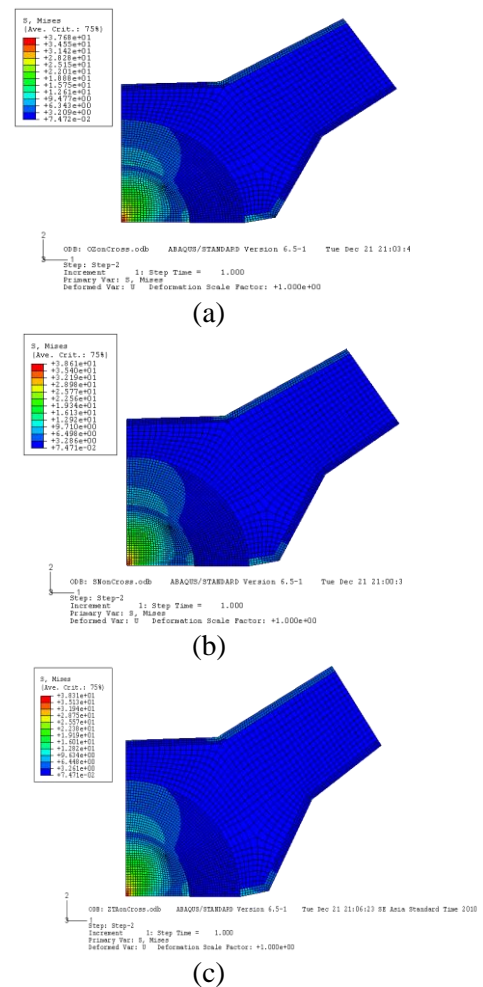 S, Mises
(Ave. Crit.: 75%)
+3.768e+01
+3.455e+01
+3.142e+01
+2.828e+01
+2.515e+01
+2.201e+01
+1.888e+01
+1.575e+01
+1.261e+01
+9.477e+00
+6.343e+00
+3.209e+00
+7.472e-02
2
3 1
ODB: OZonCross.odb ABAQUS/STANDARD Version 6.5-1 Tue Dec 21 21:03:4
Step: Step-2
Increment 1: Step Time = 1.000
Primary Var: S, Mises
Deformed Var: U Deformation Scale Factor: +1.000e+00
(a)
S, Mises
(Ave. Crit.: 75%)
+3.861e+01
+3.540e+01
+3.219e+01
+2.898e+01
+2.577e+01
+2.256e+01
+1.934e+01
+1.613e+01
+1.292e+01
+9.710e+00
+6.498e+00
+3.286e+00
+7.471e-02
2
3 1
ODB: SNonCross.odb ABAQUS/STANDARD Version 6.5-1 Tue Dec 21 21:00:3
Step: Step-2
Increment 1: Step Time = 1.000
Primary Var: S, Mises
Deformed Var: U Deformation Scale Factor: +1.000e+00
(b)
S, Mises
(Ave. Crit.: 75%)
+3.831e+01
+3.513e+01
+3.194e+01
+2.875e+01
+2.557e+01
+2.238e+01
+1.919e+01
+1.601e+01
+1.282e+01
+9.634e+00
+6.448e+00
+3.261e+00
+7.471e-02
2
3 1
ODB: ZTAonCross.odb ABAQUS/STANDARD Version 6.5-1 Tue Dec 21 21:06:23 SE Asia Standard Time 2010
Step: Step-2
Increment 1: Step Time = 1.000
Primary Var: S, Mises
Deformed Var: U Deformation Scale Factor: +1.000e+00
(c)